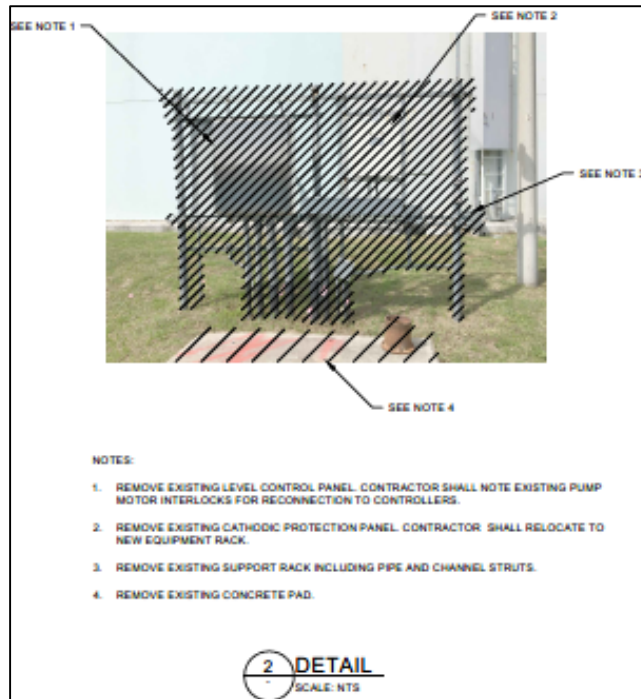 SEE NOTE 1
SEE NOTE 2
SEE NOTE 3
SEE NOTE 4
NOTES:
1. REMOVE EXISTING LEVEL CONTROL PANEL. CONTRACTOR SHALL NOTE EXISTING PUMP
MOTOR INTERLOCKS FOR RECONNECTION TO CONTROLLERS.
2. REMOVE EXISTING CATHODIC PROTECTION PANEL. CONTRACTOR SHALL RELOCATE TO
NEW EQUIPMENT RACK.
3. REMOVE EXISTING SUPPORT RACK INCLUDING PIPE AND CHANNEL STRUTS.
4. REMOVE EXISTING CONCRETE PAD.
2 DETAIL
- SCALE: NTS